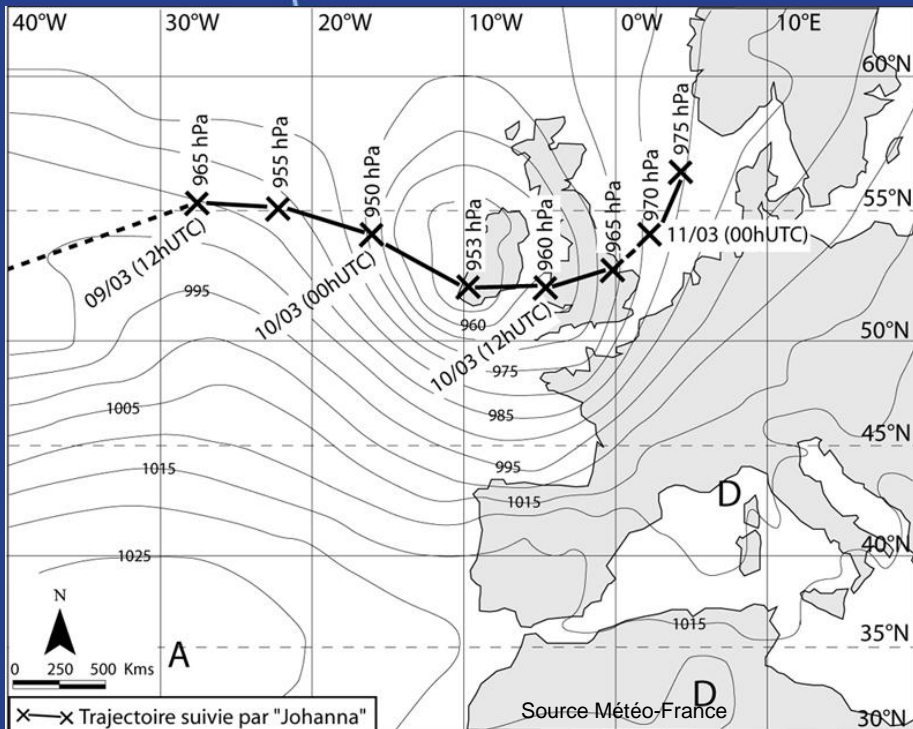 40°W
30°W
20°W
10°W
0°W
10°E
60°N
965 hPa
955 hPa
950 hPa
953 hPa
960 hPa
965 hPa
970 hPa
975 hPa
55°N
11/03 (00hUTC)
09/03 (12hUTC)
10/03 (00hUTC)
10/03 (12hUTC)
995
960
50°N
975
1005
985
45°N
1015
995
1015
D
1025
40°N
N
1015
35°N
0 250 500 Kms
A
D
Trajectoire suivie par "Johanna"
Source Météo-France
30°N